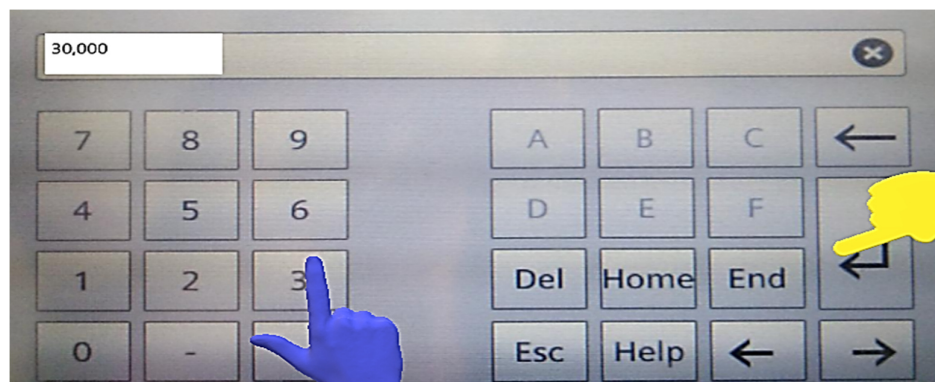 30,000
7 8 9 A B C ←
4 5 6 D E F
1 2 3 Del Home End ↵
0 - Esc Help ← →